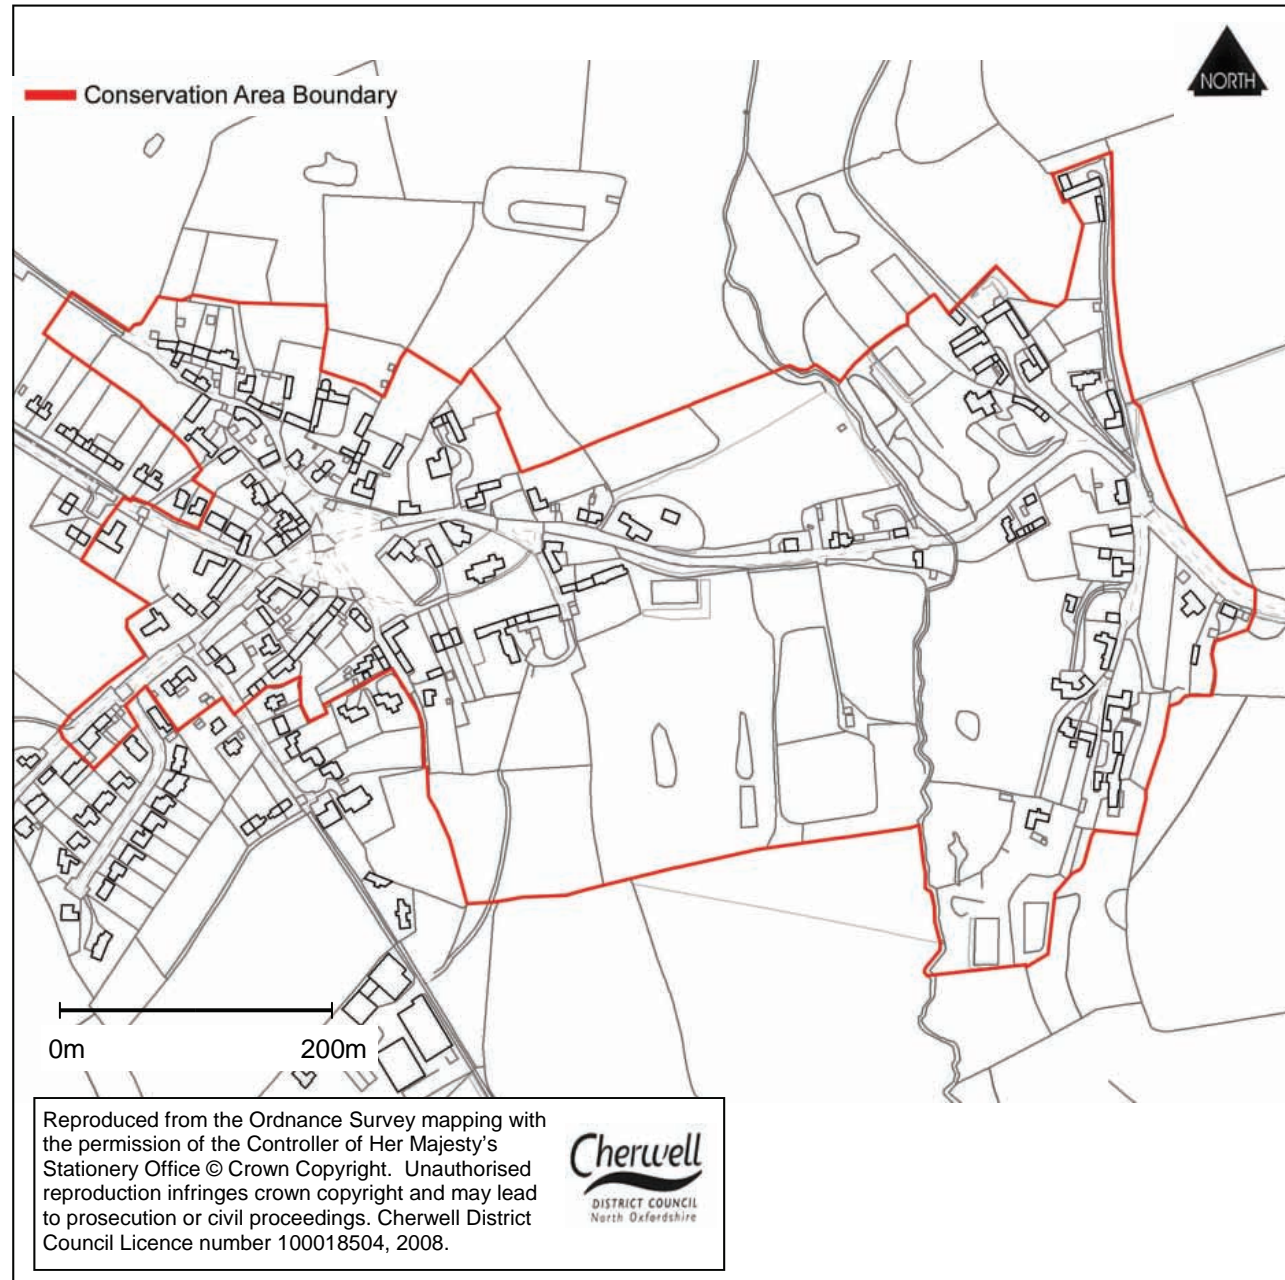 Conservation Area Boundary
NORTH
0m 200m
Reproduced from the Ordnance Survey mapping with
the permission of the Controller of Her Majesty’s
Stationery Office © Crown Copyright.  Unauthorised
reproduction infringes crown copyright and may lead
to prosecution or civil proceedings. Cherwell District
Council Licence number 100018504, 2008.
Cherwell
DISTRICT COUNCIL
North Oxfordshire